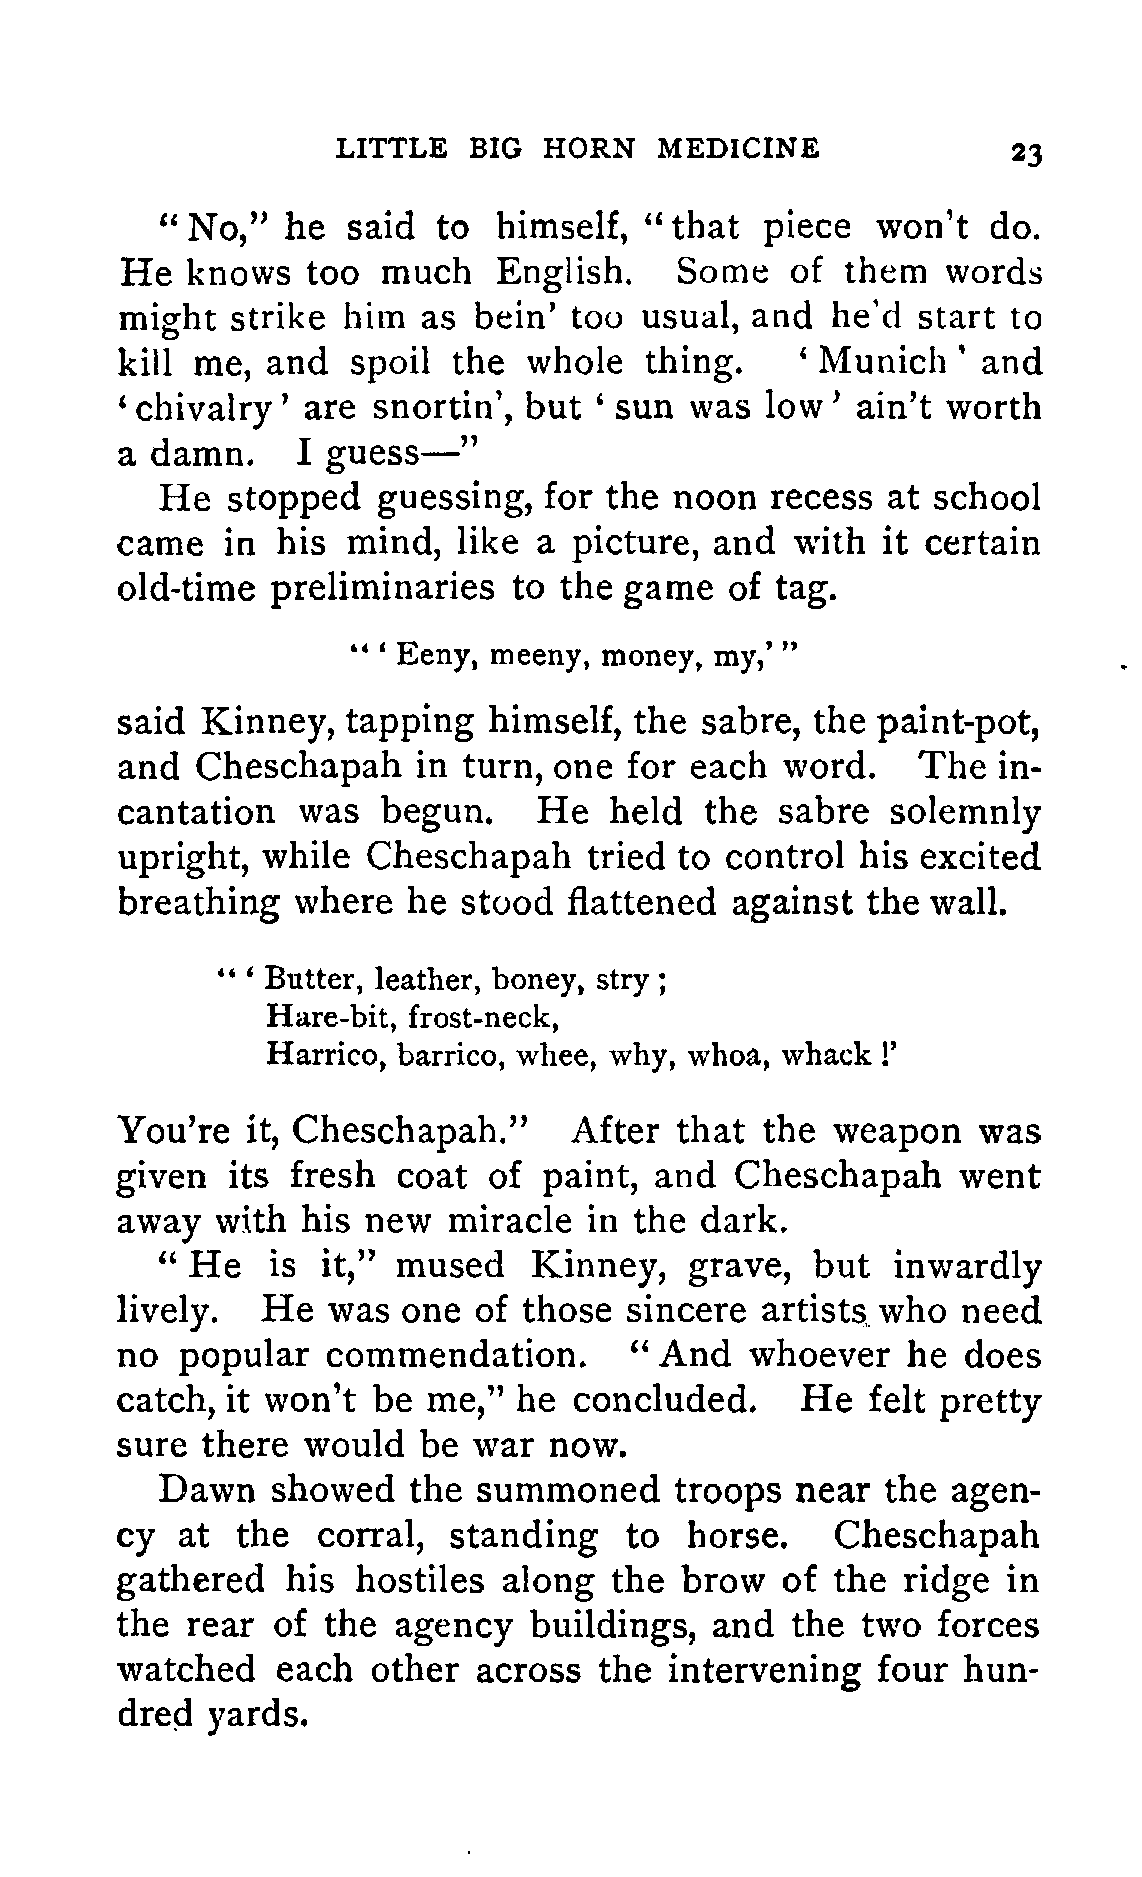 LITTLE BIG HORN MEDICINE 23
“No,” he said to himself, “that piece won’t do.
He knows too much English. Some of them words
might strike him as bein’ too usual, and he’d start to
kill me, and spoil the whole thing. ‘Munich’ and
‘chivalry’ are snortin’, but ‘sun was low’ ain’t worth
a damn. I guess—”
He stopped guessing, for the noon recess at school
came in his mind, like a picture, and with it certain
old-time preliminaries to the game of tag.
“‘Eeny, meeny, money, my,’”
said Kinney, tapping himself, the sabre, the paint-pot,
and Cheschapah in turn, one for each word. The in-
cantation was begun. He held the sabre solemnly
upright, while Cheschapah tried to control his excited
breathing where he stood flattened against the wall.
“‘Butter, leather, boney, stry;
Hare-bit, frost-neck,
Harrico, barrico, whee, why, whoa, whack!’
You’re it, Cheschapah.” After that the weapon was
given its fresh coat of paint, and Cheschapah went
away with his new miracle in the dark.
“He is it,” mused Kinney, grave, but inwardly
lively. He was one of those sincere artists who need
no popular commendation. “And whoever he does
catch, it won’t be me,” he concluded. He felt pretty
sure there would be war now.
Dawn showed the summoned troops near the agen-
cy at the corral, standing to horse. Cheschapah
gathered his hostiles along the brow of the ridge in
the rear of the agency buildings, and the two forces
watched each other across the intervening four hun-
dred yards.